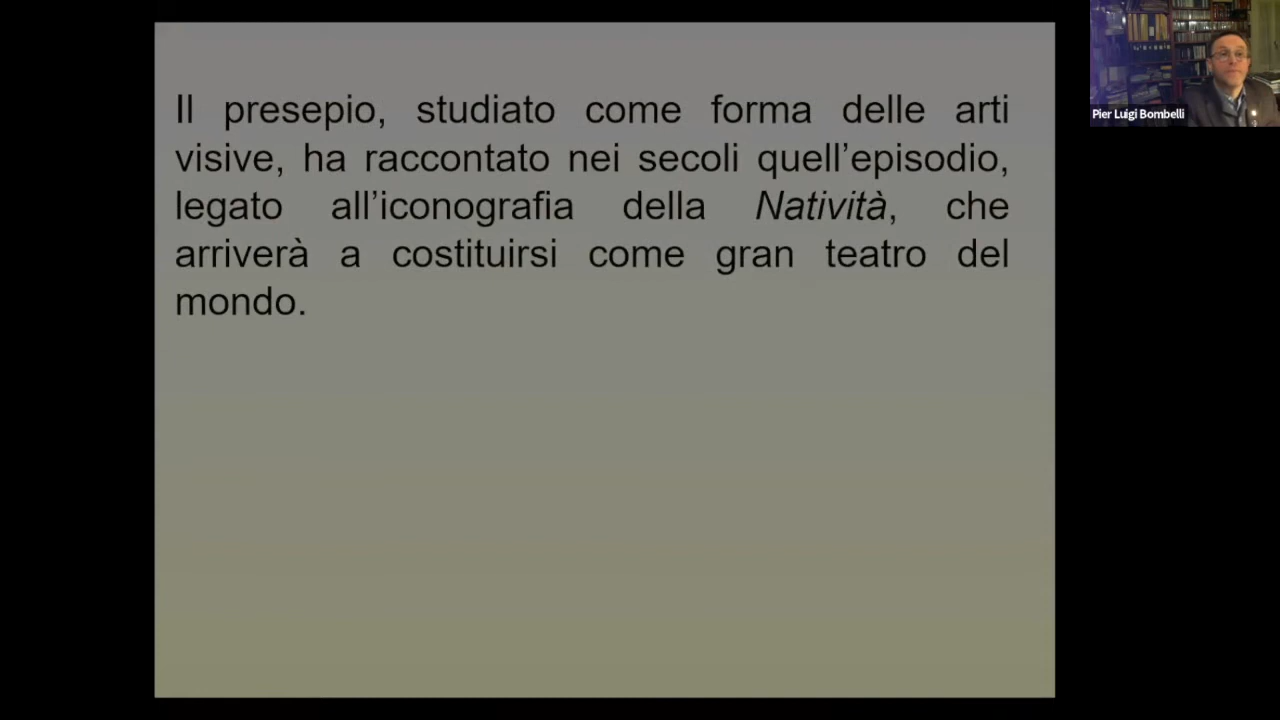 Il presepio, studiato come forma delle arti
visive, ha raccontato nei secoli quell’episodio,
legato all’iconografia della Natività, che
arriverà a costituirsi come gran teatro del
mondo.
Pier Luigi Bombelli